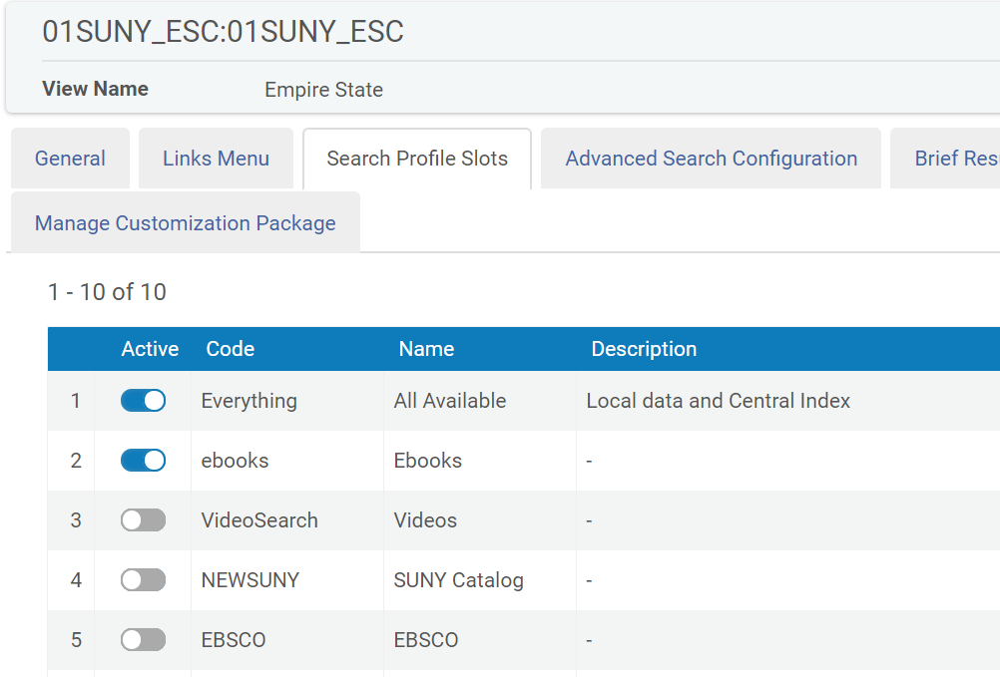 01SUNY_ESC:01SUNY_ESC
View Name Empire State
General Links Menu Search Profile Slots Advanced Search Configuration Brief Res
Manage Customization Package
1 - 10 of 10
Active Code Name Description
1 Everything All Available Local data and Central Index
2 ebooks Ebooks -
3 VideoSearch Videos -
4 NEWSUNY SUNY Catalog -
5 EBSCO EBSCO -